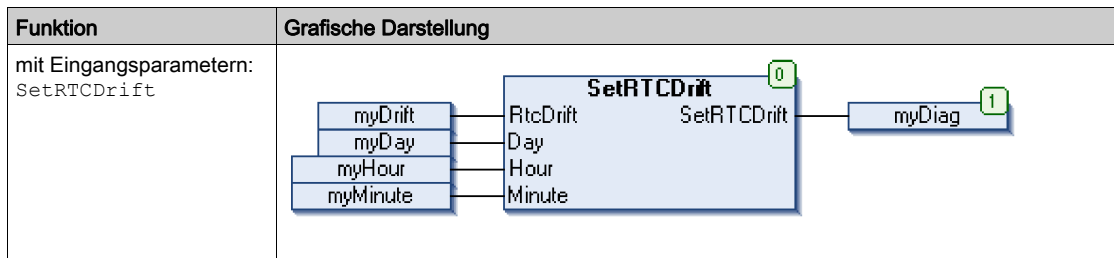 Funktion
Grafische Darstellung
mit Eingangsparametern:
SetRTCDrift
0
SetRTCDrift
myDrift
RtcDrift
SetRTCDrift
myDiag
1
myDay
Day
myHour
Hour
myMinute
Minute